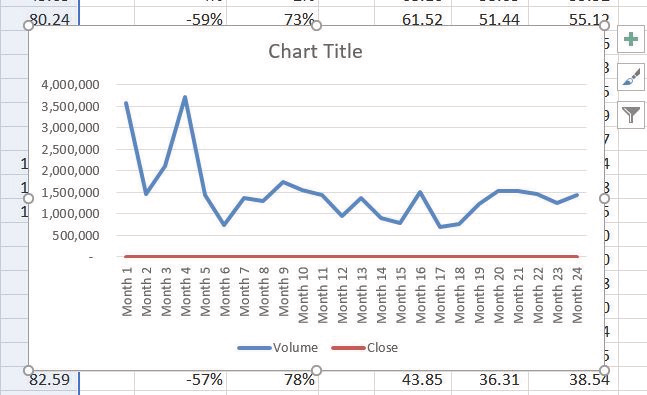 80.24 -59% 73% 61.52 51.44 55.12
Chart Title
4,000,000
3,500,000
3,000,000
2,500,000
2,000,000
1,500,000
1,000,000
500,000
-
Month 1
Month 2
Month 3
Month 4
Month 5
Month 6
Month 7
Month 8
Month 9
Month 10
Month 11
Month 12
Month 13
Month 14
Month 15
Month 16
Month 17
Month 18
Month 19
Month 20
Month 21
Month 22
Month 23
Month 24
Volume Close
82.59 -57% 78% 43.85 36.31 38.54